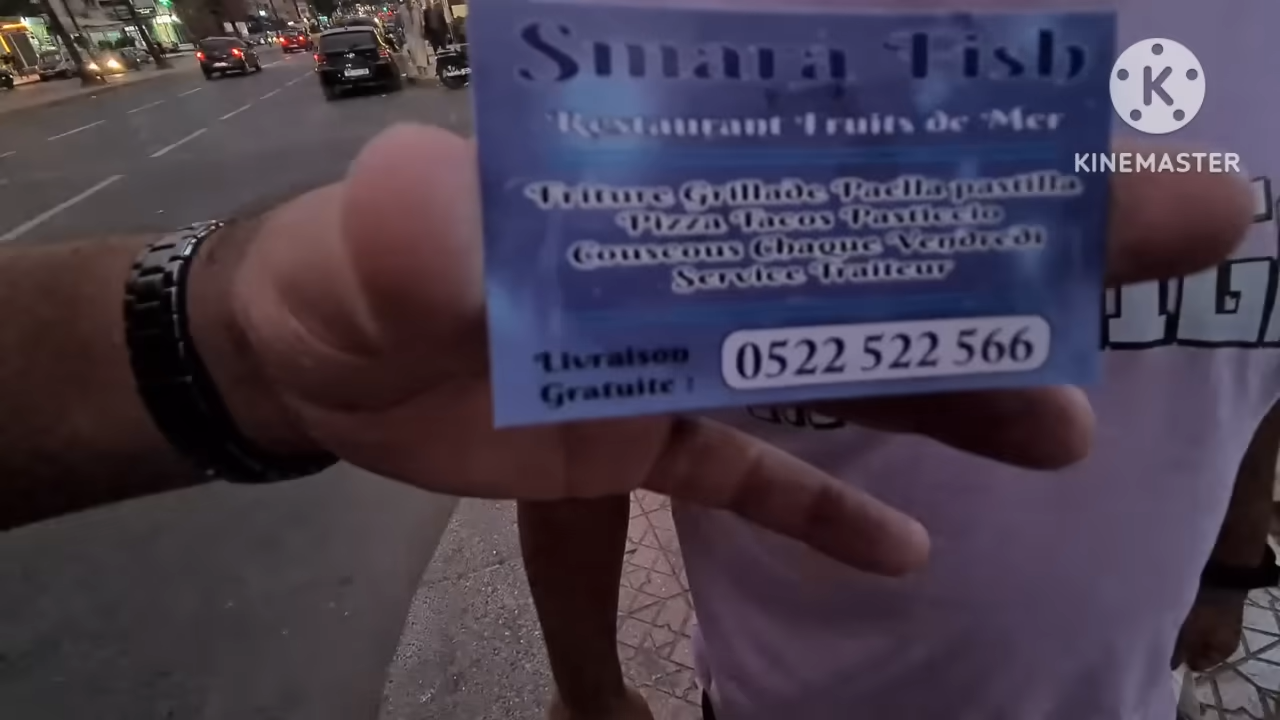 Smara Fish
Restaurant Fruits de Mer
Friture Grillade Paella pastilla
Pizza Tacos Pasticcio
Couscous Chaque Vendredi
Service Traiteur
Livraison
Gratuite :
0522 522 566
K
KINEMASTER